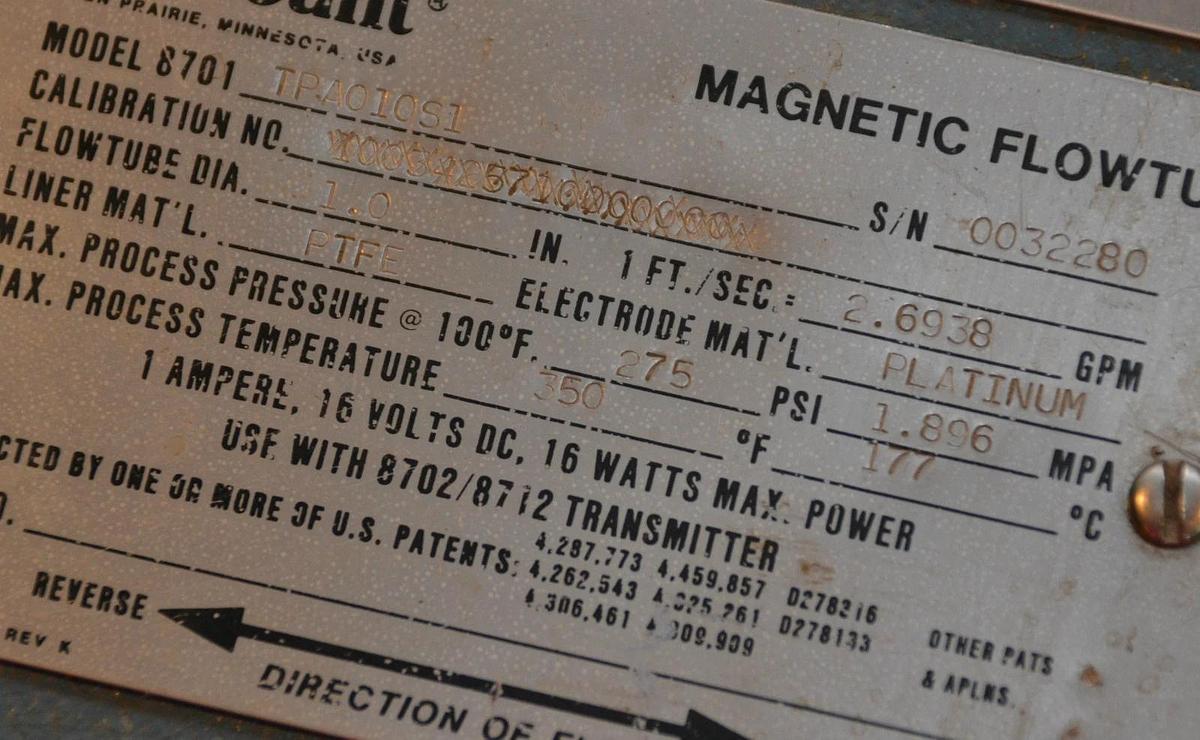 PRAIRIE, MINNESOTA, USA
MAGNETIC
MODEL 8701 TPA010S1 S/N 0032280
CALIBRATION NO.
FLOWTUBE DIA. 1.0 IN. 1 FT./SEC.= 2.6938 GPM
LINER MAT'L. PTFE ELECTRODE MAT'L. PLATINUM
MAX. PROCESS PRESSURE @ 100°F. 275 PSI 1.896 MPA
MAX. PROCESS TEMPERATURE 350 °F 177 °C
1 AMPERE, 16 VOLTS DC, 16 WATTS MAX. POWER
USE WITH 8702/8712 TRANSMITTER
BY ONE OR MORE OF U.S. PATENTS:
4,287,773 4,459,857 D278316
4,262,543 D278133
4,306,461
OTHER PATS
& APLNS.
REVERSE
DIRECTION OF
REV K